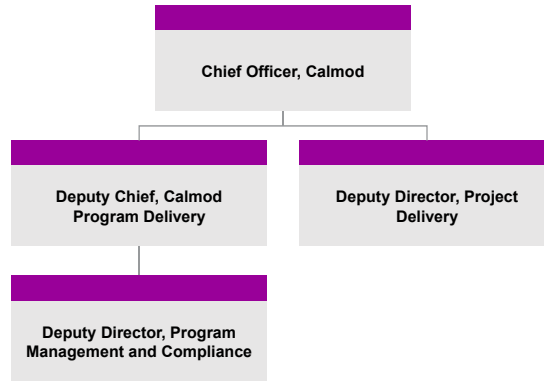 Chief Officer, Calmod
Deputy Chief, Calmod
Program Delivery
Deputy Director, Project
Delivery
Deputy Director, Program
Management and Compliance